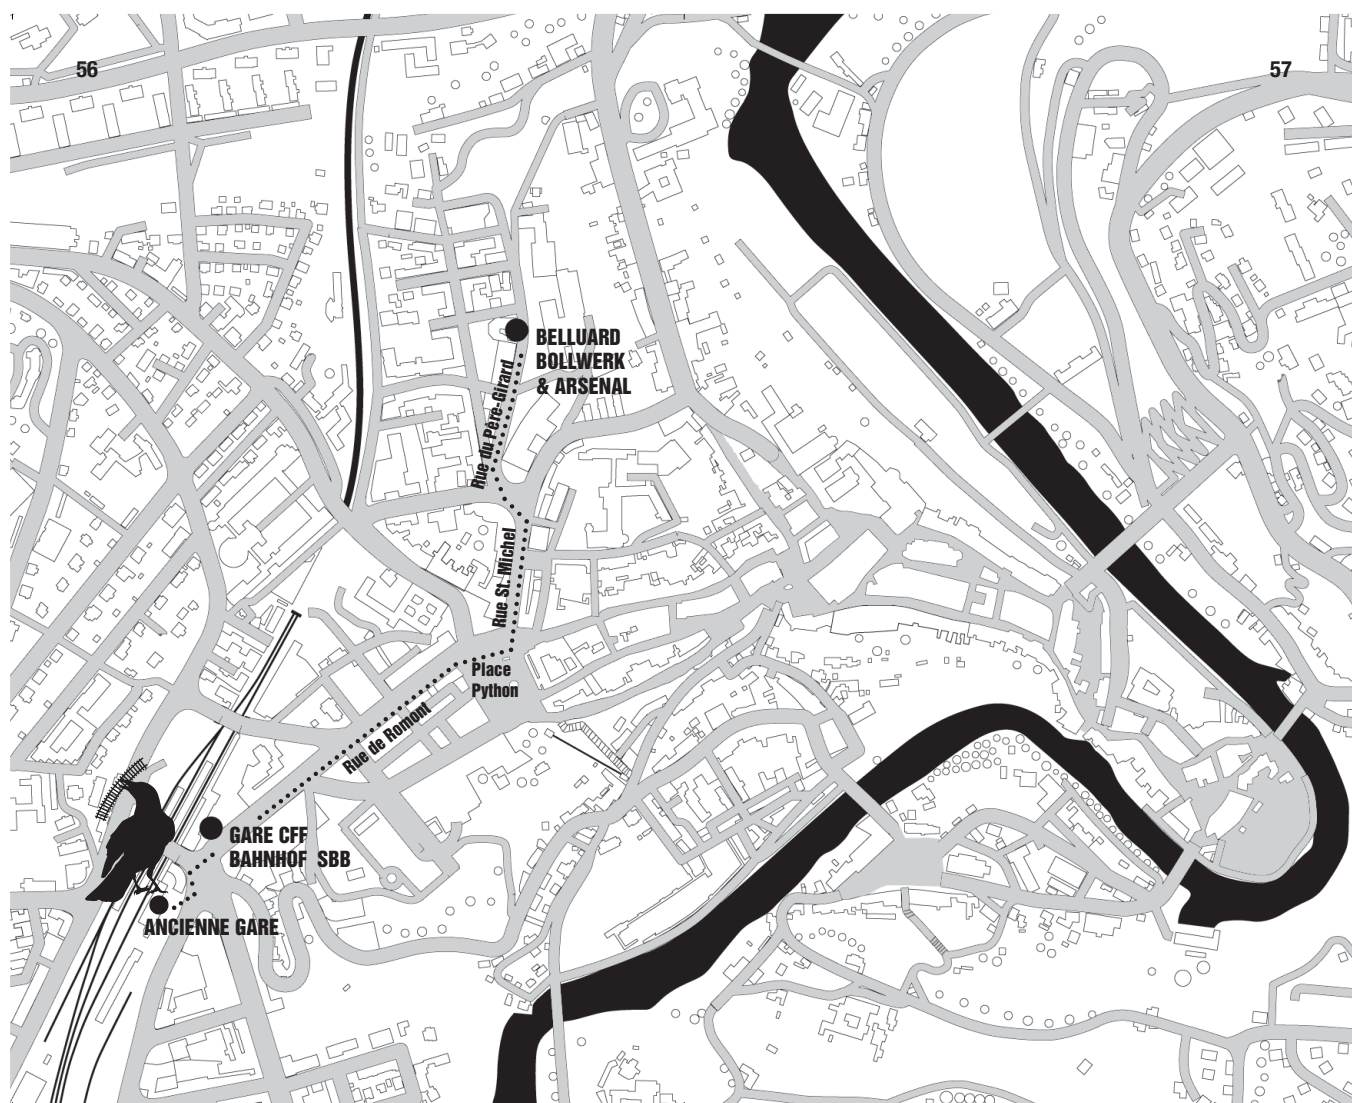 56
57
BELLUARD
BOLLWERK
& ARSENAL
Rue du Père-Girard
Rue St. Michel
Place
Python
Rue de Romont
GARE CFF
BAHNHOF SBB
ANCIENNE GARE